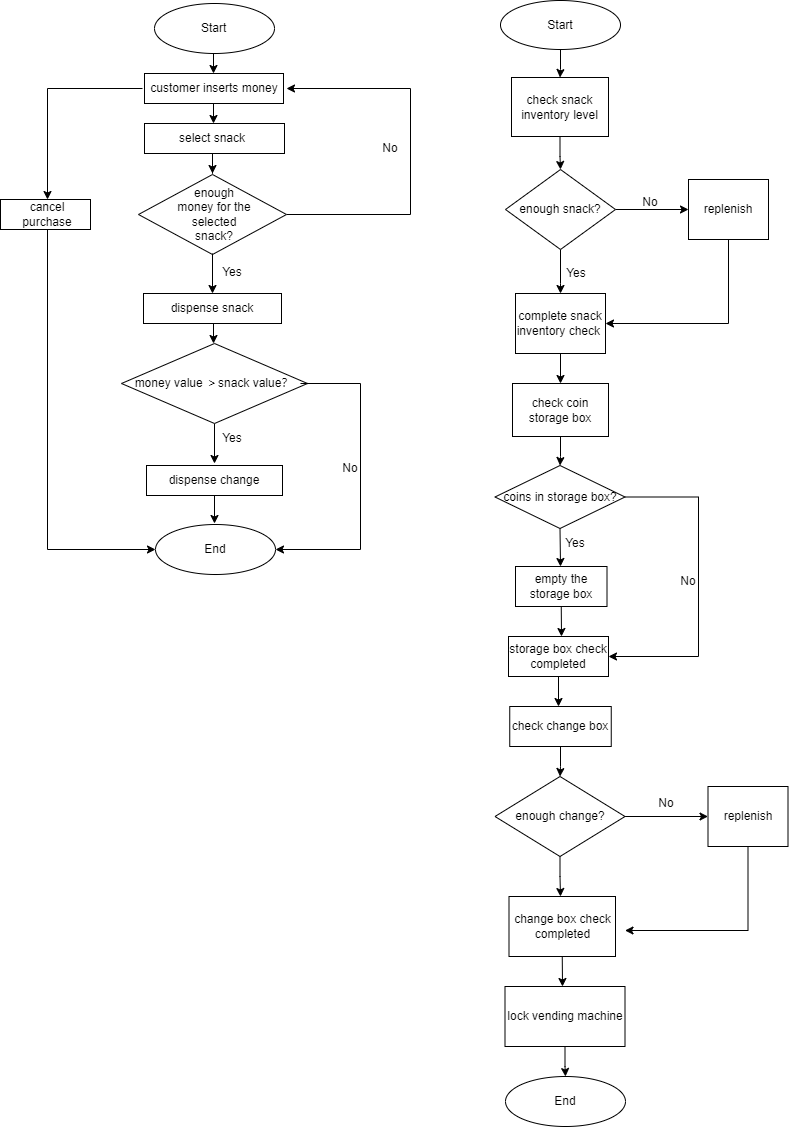 Start
customer inserts money
select snack
No
enough
money for the
selected
snack?
cancel
purchase
Yes
dispense snack
money value  > snack value?
Yes
No
dispense change
End
Start
check snack
inventory level
enough snack?
No
replenish
Yes
complete snack
inventory check
check coin
storage box
coins in storage box?
Yes
No
empty the
storage box
storage box check
completed
check change box
enough change?
No
replenish
change box check
completed
lock vending machine
End